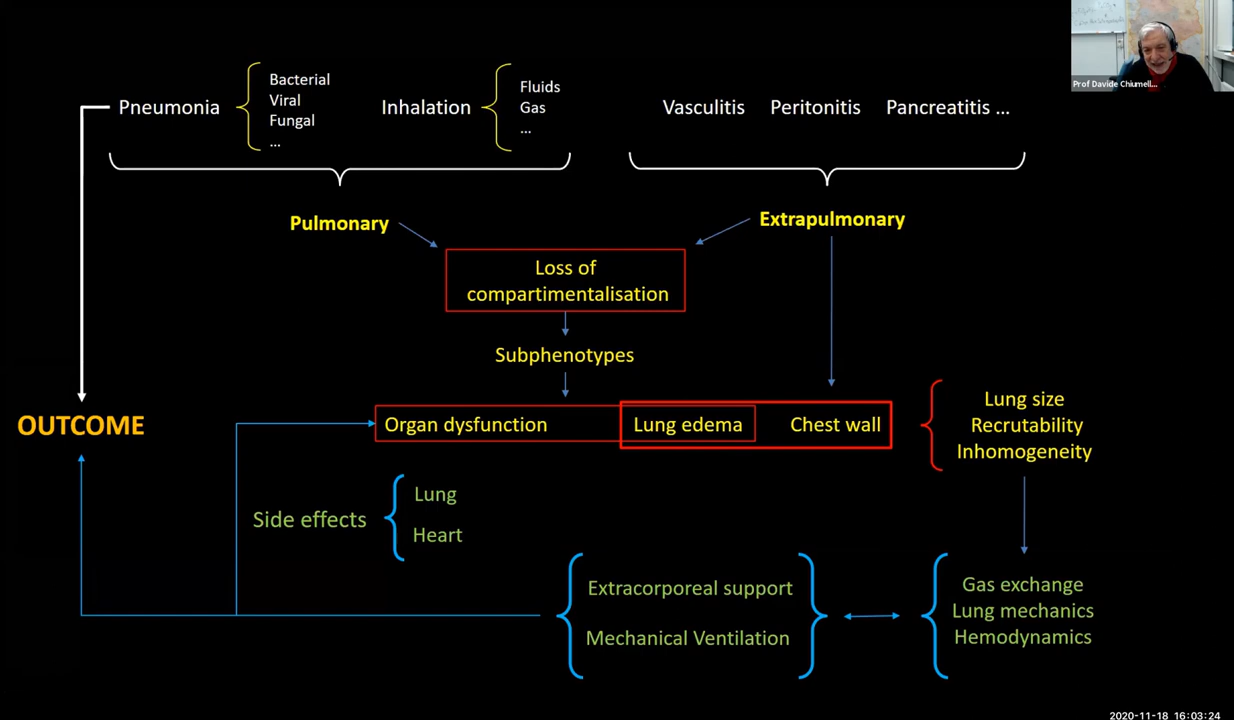 Prof Davide Chiumell...
Pneumonia
Bacterial
Viral
Fungal
...
Inhalation
Fluids
Gas
...
Vasculitis Peritonitis Pancreatitis ...
Pulmonary
Extrapulmonary
Loss of
compartimentalisation
Subphenotypes
OUTCOME
Organ dysfunction
Lung edema
Chest wall
Lung size
Recrutability
Inhomogeneity
Side effects
Lung
Heart
Extracorporeal support
Mechanical Ventilation
Gas exchange
Lung mechanics
Hemodynamics
2020-11-18 16:03:24